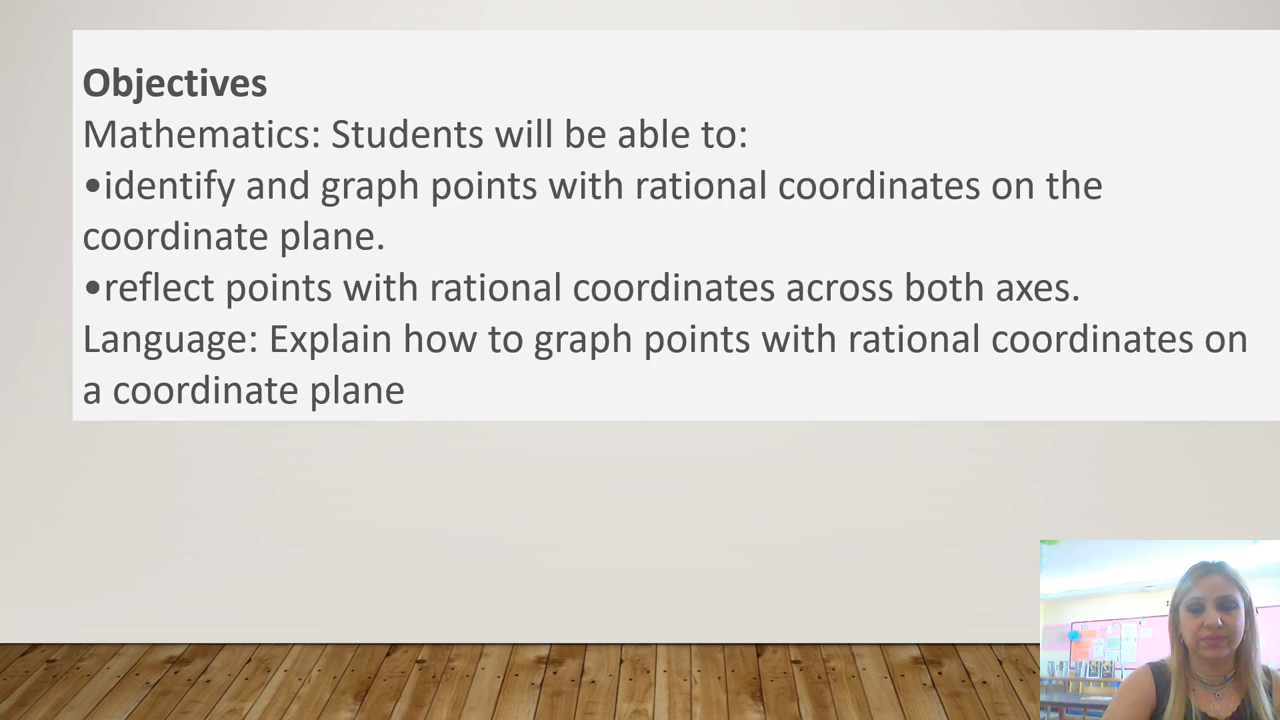 Objectives
Mathematics: Students will be able to:
•identify and graph points with rational coordinates on the
coordinate plane.
•reflect points with rational coordinates across both axes.
Language: Explain how to graph points with rational coordinates on
a coordinate plane